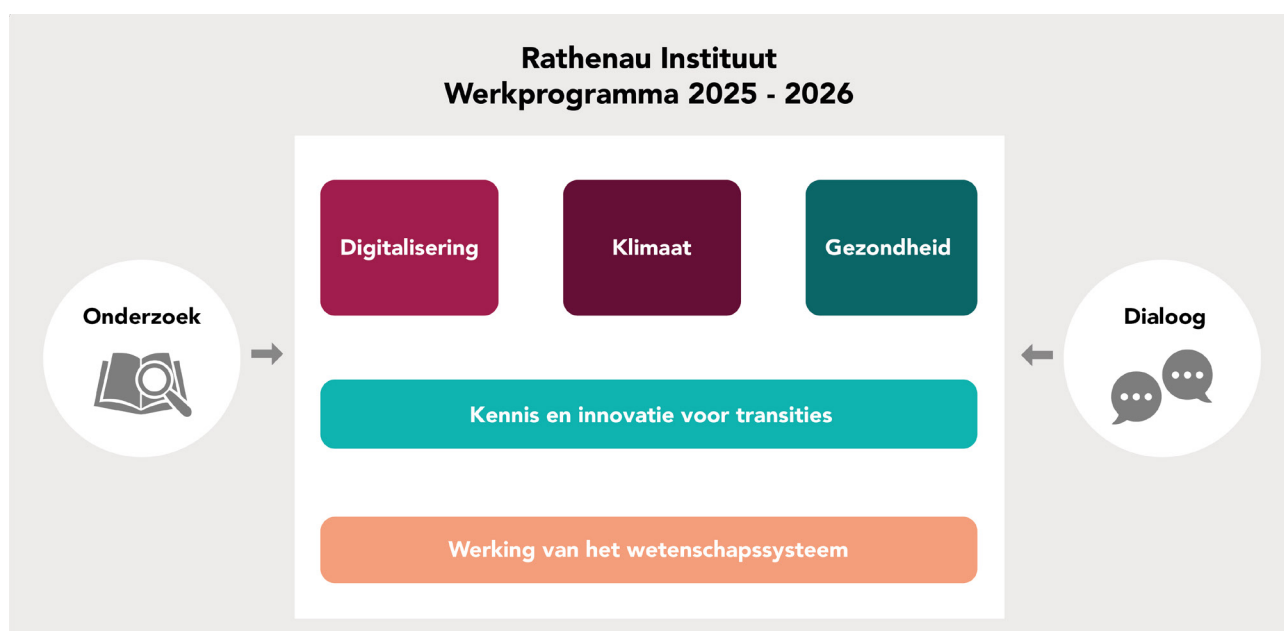 Rathenau Instituut
Werkprogramma 2025 - 2026
Digitalisering
Klimaat
Gezondheid
Onderzoek
Dialoog
Kennis en innovatie voor transities
Werking van het wetenschapssysteem